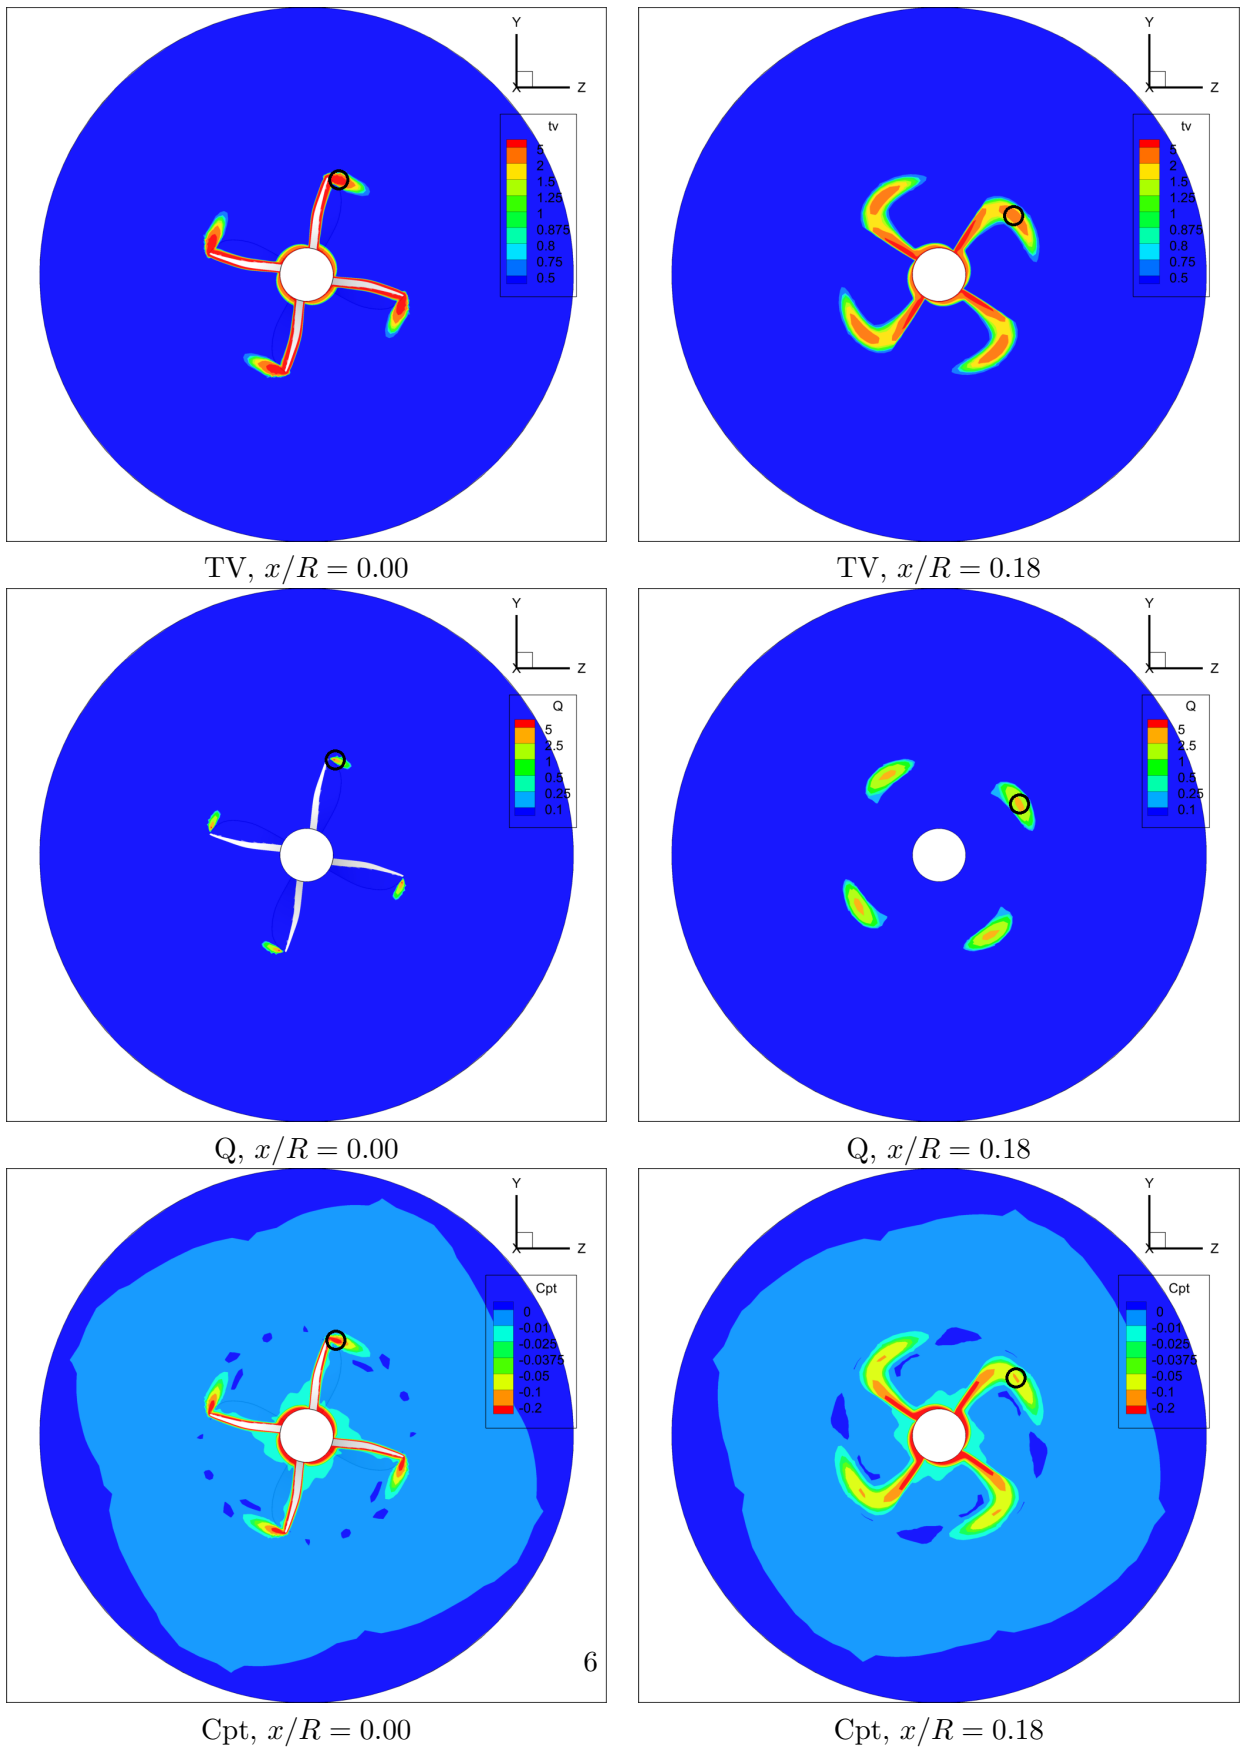 Y
X Z
tv
5
2
1.5
1.25
1
0.875
0.8
0.75
0.5
TV, x/R = 0.00
Y
X Z
tv
5
2
1.5
1.25
1
0.875
0.8
0.75
0.5
TV, x/R = 0.18
Y
X Z
Q
5
2.5
1
0.5
0.25
0.1
Q, x/R = 0.00
Y
X Z
Q
5
2.5
1
0.5
0.25
0.1
Q, x/R = 0.18
Y
X Z
Cpt
0
-0.01
-0.025
-0.0375
-0.05
-0.1
-0.2
6
Cpt, x/R = 0.00
Y
X Z
Cpt
0
-0.01
-0.025
-0.0375
-0.05
-0.1
-0.2
Cpt, x/R = 0.18